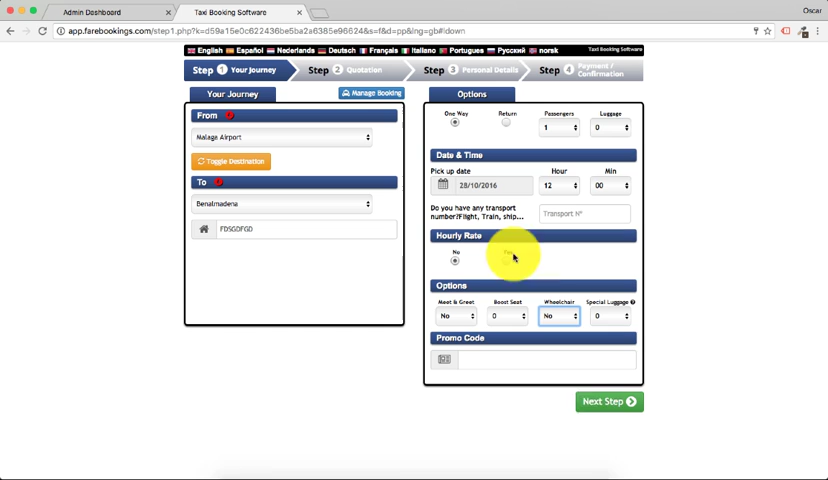 Admin Dashboard
Taxi Booking Software
Oscar
app.farebookings.com/step1.php?k=d59a15e0c622436be5ba2a6385e96624&s=f&d=pp&lng=gb#!down
English Español Nederlands Deutsch Français Italiano Portugues Русский norsk
Taxi Booking Software
Step 1 Your Journey
Step 2 Quotation
Step 3 Personal Details
Step 4 Payment / Confirmation
Your Journey
Manage Booking
From
Malaga Airport
Toggle Destination
To
Benalmadena
FDSGDFGD
Options
One Way Return Passengers Luggage
1 0
Date & Time
Pick up date Hour Min
28/10/2016 12 00
Do you have any transport
number?Flight, Train, ship...
Transport Nº
Hourly Rate
No Yes
Options
Meet & Greet Boost Seat Wheelchair Special Luggage
No 0 No 0
Promo Code
Next Step